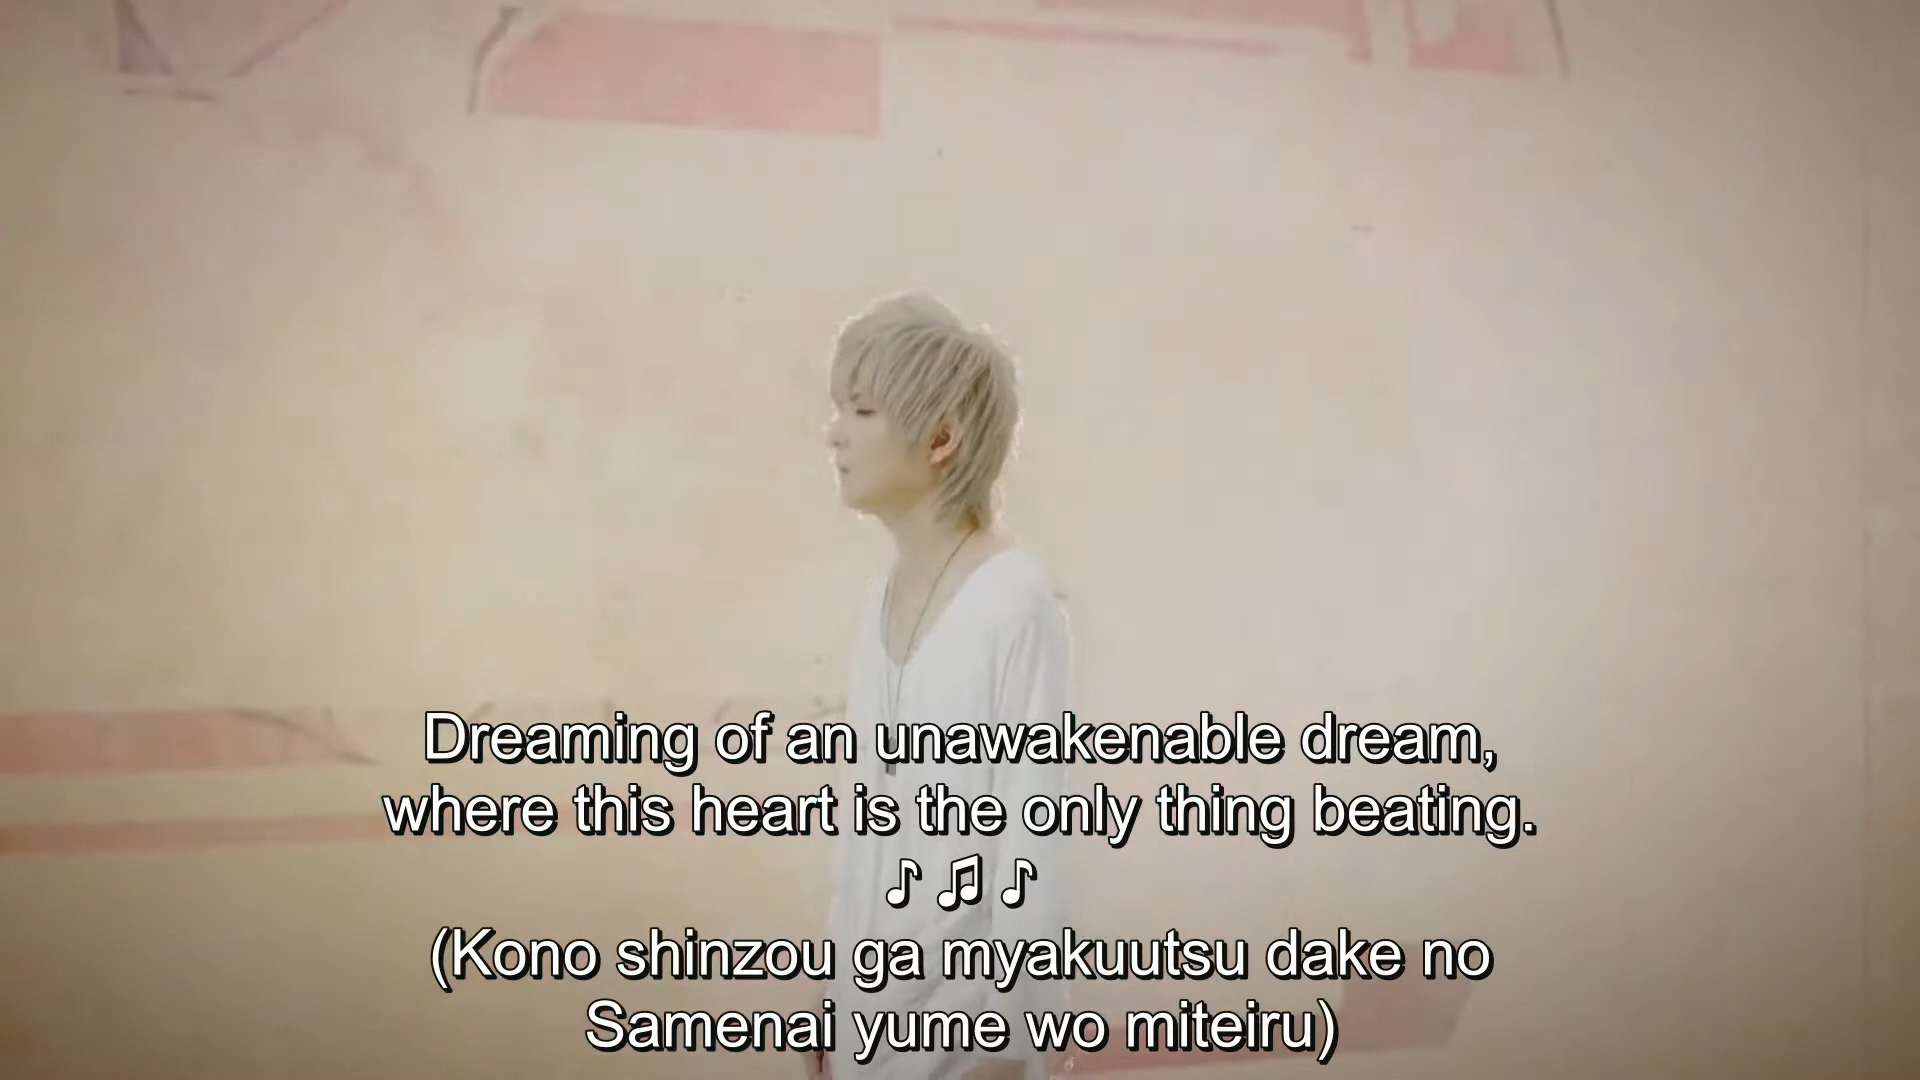 Dreaming of an unawakenable dream,
where this heart is the only thing beating.
♪ ♫ ♪
(Kono shinzou ga myakuutsu dake no
Samenai yume wo miteiru)